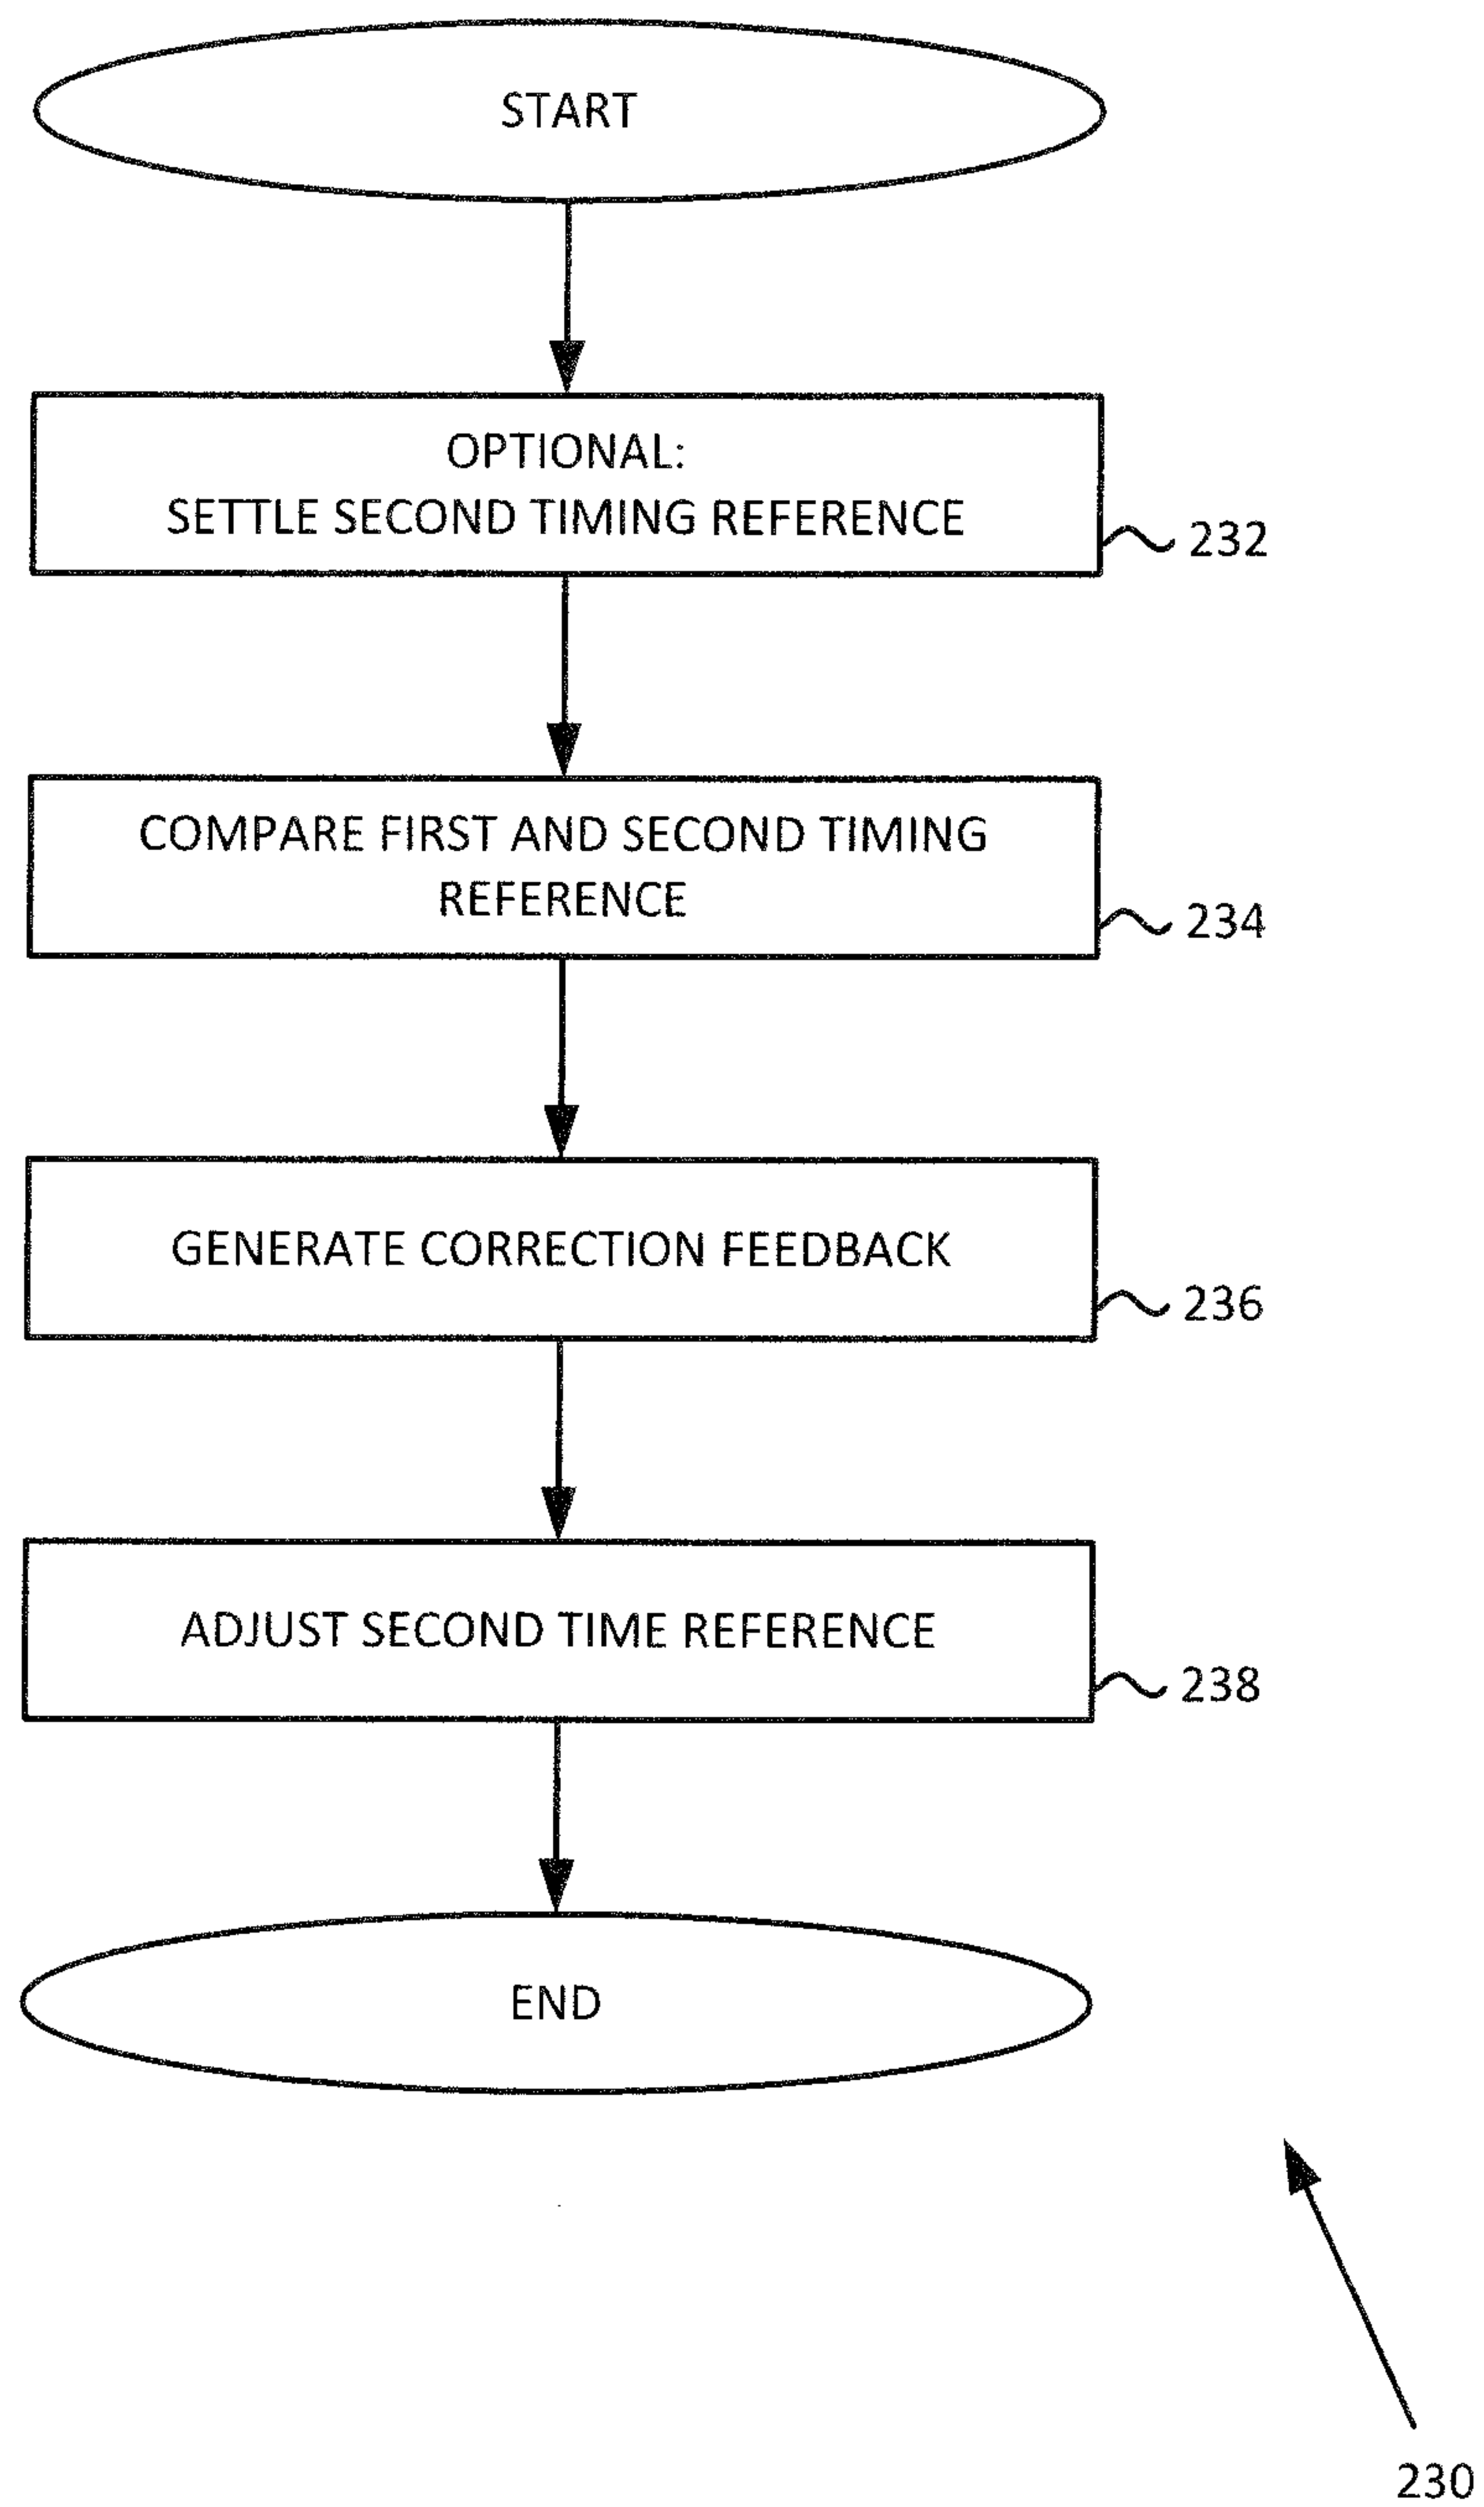 START
OPTIONAL:
SETTLE SECOND TIMING REFERENCE
232
COMPARE FIRST AND SECOND TIMING
REFERENCE
234
GENERATE CORRECTION FEEDBACK
236
ADJUST SECOND TIME REFERENCE
238
END
230